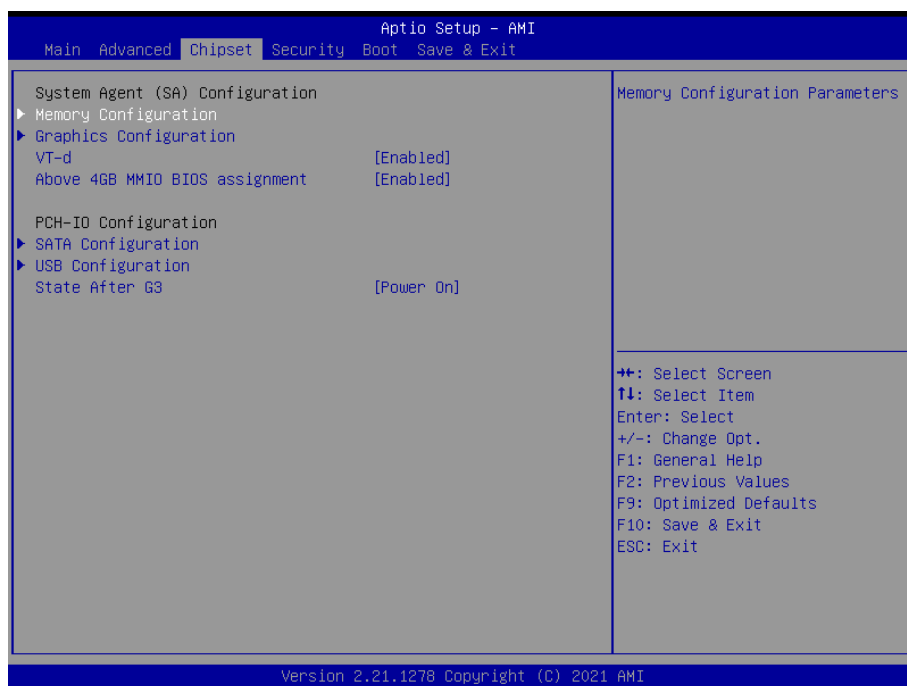 Aptio Setup - AMI
Main Advanced Chipset Security Boot Save & Exit
System Agent (SA) Configuration
Memory Configuration
Graphics Configuration
VT-d [Enabled]
Above 4GB MMIO BIOS assignment [Enabled]
PCH-IO Configuration
SATA Configuration
USB Configuration
State After G3 [Power On]
Memory Configuration Parameters
→←: Select Screen
↑↓: Select Item
Enter: Select
+/-: Change Opt.
F1: General Help
F2: Previous Values
F9: Optimized Defaults
F10: Save & Exit
ESC: Exit
Version 2.21.1278 Copyright (C) 2021 AMI